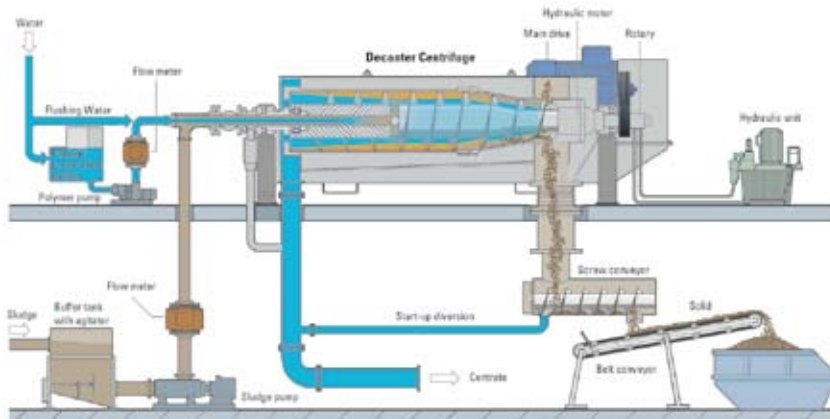 Water
Hydraulic motor
Main drive
Rotary
Decanter Centrifuge
Flow meter
Flushing Water
Hydraulic unit
Polymer pump
Screw conveyor
Flow meter
Solid
Sludge
Buffer tank
with agitator
Start-up diversion
Belt conveyor
Centrate
Sludge pump